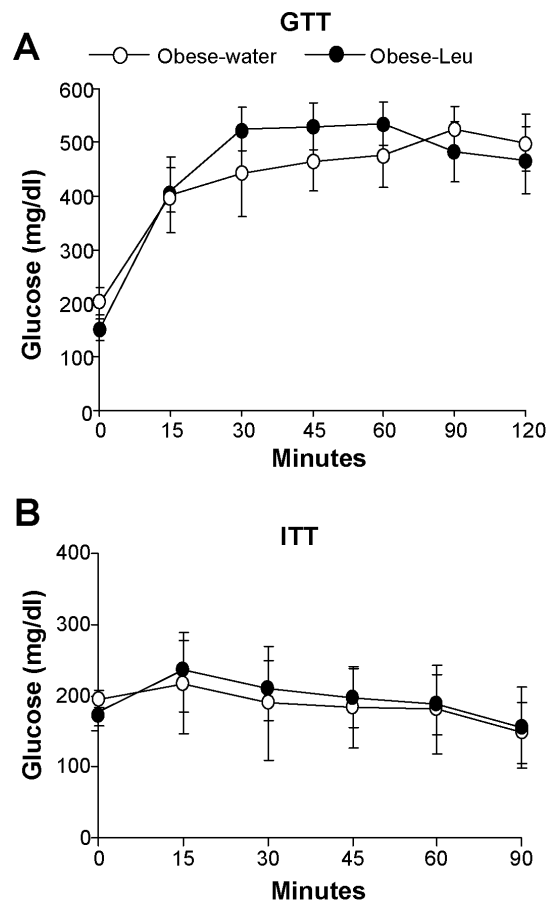 A
GTT
Obese-water Obese-Leu
600
500
400
300
200
100
0
Glucose (mg/dl)
0 15 30 45 60 90 120
Minutes
B
ITT
400
300
200
100
0
Glucose (mg/dl)
0 15 30 45 60 90
Minutes